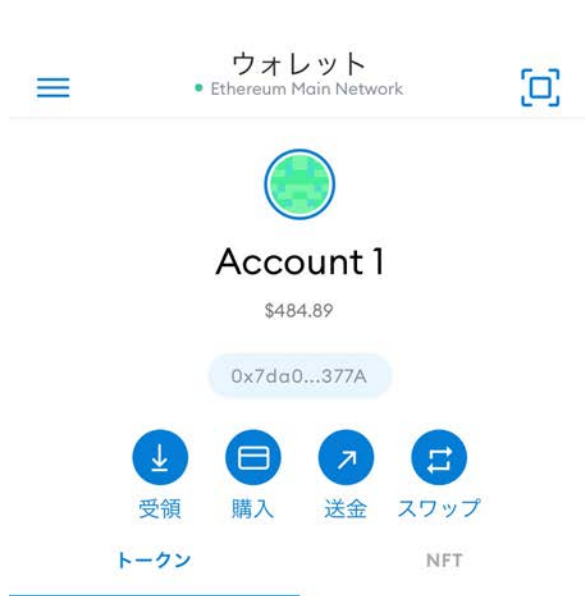 ウォレット
Ethereum Main Network
Account 1
$484.89
0x7da0...377A
受領 購入 送金 スワップ
トークン NFT